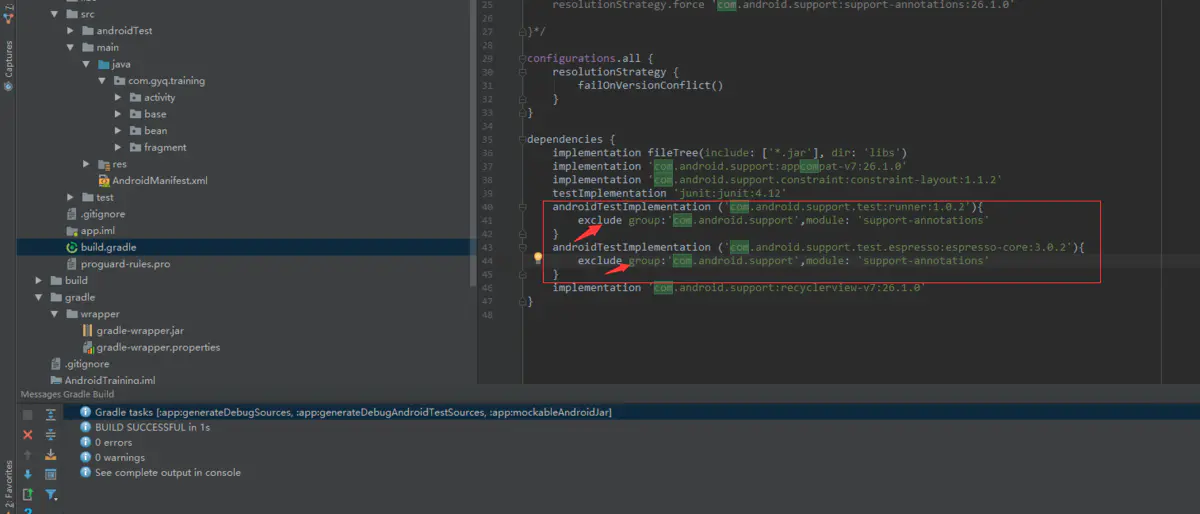 Captures
2: Favorites
src
androidTest
main
java
com.gyq.training
activity
base
bean
fragment
res
AndroidManifest.xml
test
.gitignore
app.iml
build.gradle
proguard-rules.pro
build
gradle
wrapper
gradle-wrapper.jar
gradle-wrapper.properties
.gitignore
AndroidTraining.iml
25 resolutionStrategy.force 'com.android.support:support-annotations:26.1.0'
26
27 }*/
28
29 configurations.all {
30 resolutionStrategy {
31 failOnVersionConflict()
32 }
33 }
34
35 dependencies {
36 implementation fileTree(include: ['*.jar'], dir: 'libs')
37 implementation 'com.android.support:appcompat-v7:26.1.0'
38 implementation 'com.android.support.constraint:constraint-layout:1.1.2'
39 testImplementation 'junit:junit:4.12'
40 androidTestImplementation ('com.android.support.test:runner:1.0.2'){
41 exclude group:'com.android.support',module: 'support-annotations'
42 }
43 androidTestImplementation ('com.android.support.test.espresso:espresso-core:3.0.2'){
44 exclude group:'com.android.support',module: 'support-annotations'
45 }
46 implementation 'com.android.support:recyclerview-v7:26.1.0'
47 }
48
Messages Gradle Build
Gradle tasks [:app:generateDebugSources, :app:generateDebugAndroidTestSources, :app:mockableAndroidJar]
BUILD SUCCESSFUL in 1s
0 errors
0 warnings
See complete output in console